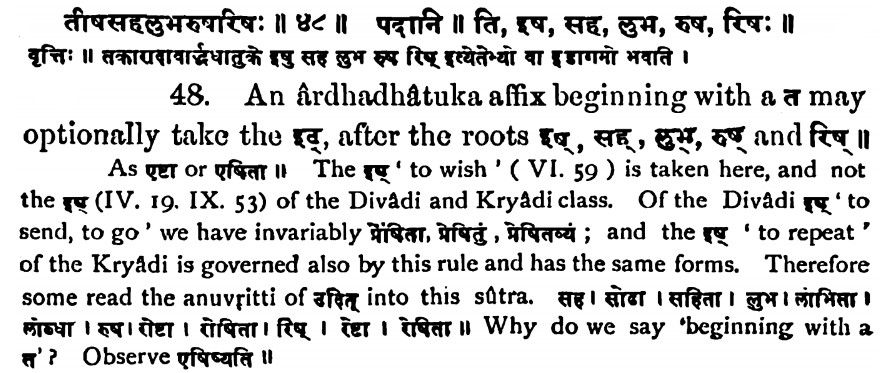 तीषसहलुभरुषरिषः ॥ ४८ ॥ पदानि ॥ ति, इष, सह, लुभ, रुष, रिषः ॥
वृत्तिः ॥ तकारादावार्द्धधातुके इषु सह लुभ रुष रिष् इत्येतेभ्यो वा इडागमो भवति ।
48. An ârdhadhâtuka affix beginning with a त may
optionally take the इट्, after the roots इष्, सह्, लुभ्, रुष् and रिष् ॥
As एष्टा or एषिता ॥ The इष् ‘ to wish ’ ( VI. 59 ) is taken here, and not
the इष् (IV. 19. IX. 53) of the Divâdi and Kryâdi class. Of the Divâdi इष् ‘ to
send, to go ’ we have invariably प्रेषिता, प्रेषितुं , प्रेषितव्यं ; and the इष् ‘ to repeat ’
of the Kryâdi is governed also by this rule and has the same forms. Therefore
some read the anuvṛitti of उदित् into this sûtra. सह । सोढा । सहिता । लुभ । लोभिता ।
लोब्धा । रुष । रोष्टा । रोषिता । रिष् । रेष्टा । रेषिता ॥ Why do we say ‘beginning with a
त’ ? Observe एषिष्यति ॥